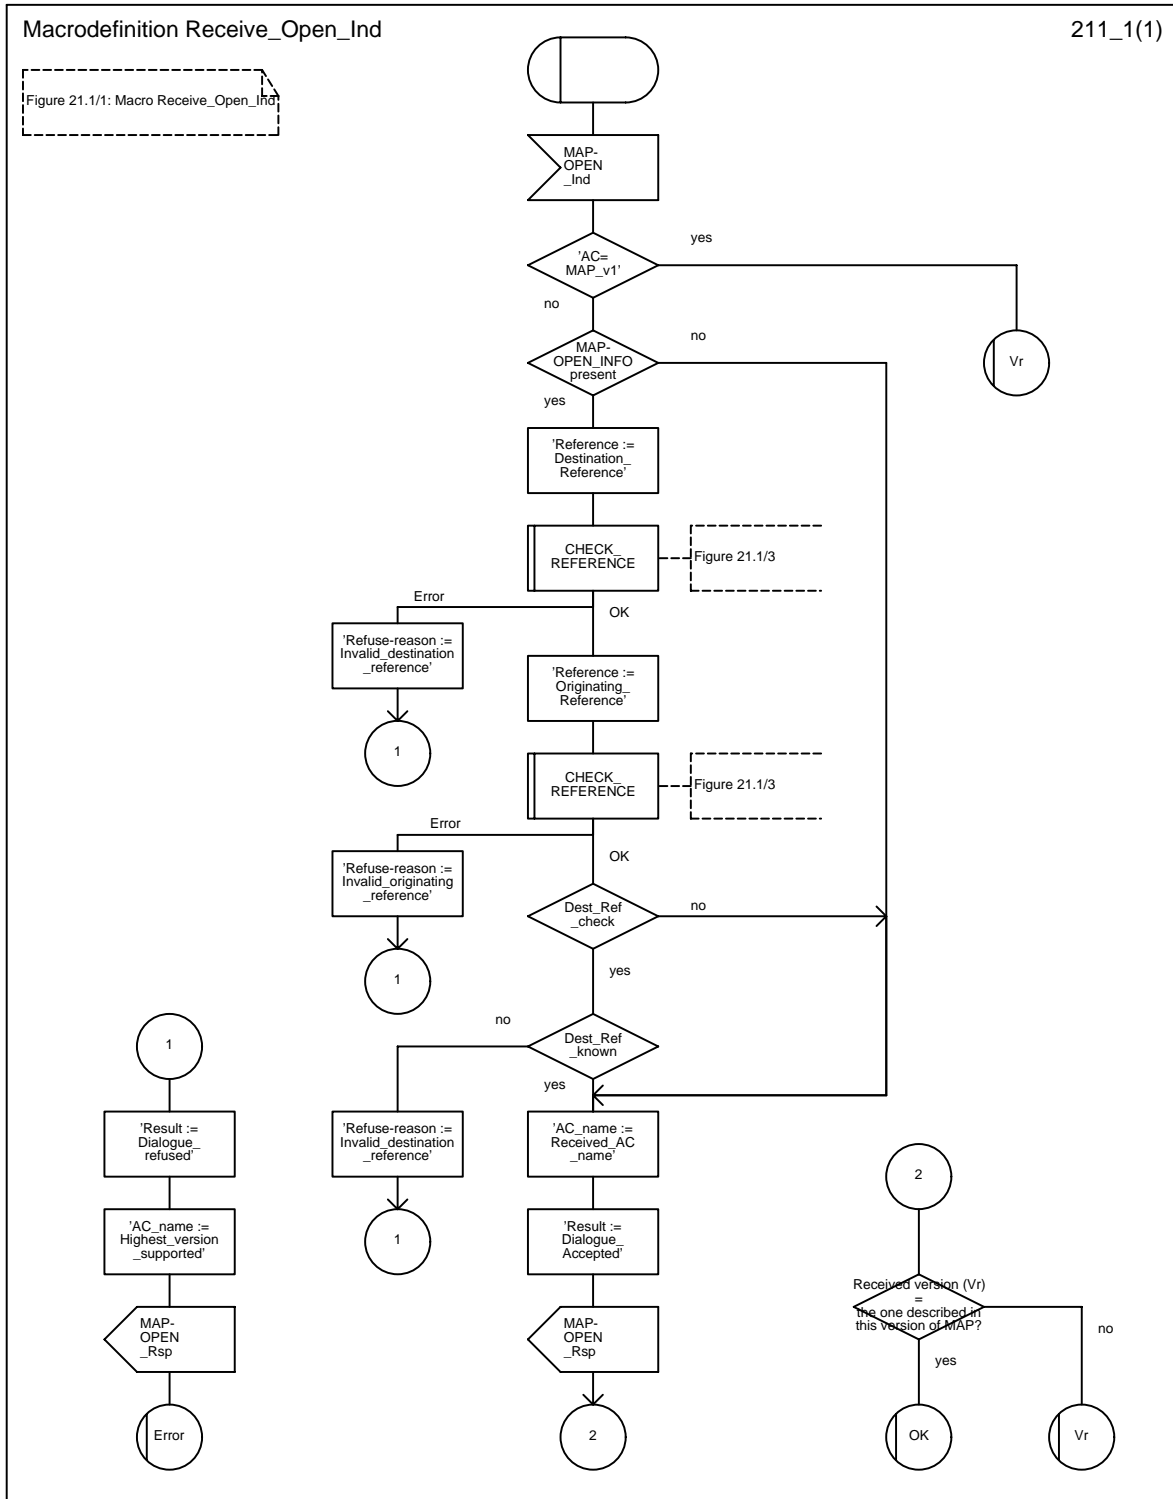 Macrodefinition Receive_Open_Ind
211_1(1)
Figure 21.1/1: Macro Receive_Open_Ind
MAP-
OPEN
_Ind
'AC=
MAP_v1'
yes
no
Vr
MAP-
OPEN_INFO
present
no
yes
'Reference :=
Destination_
Reference'
CHECK_
REFERENCE
Figure 21.1/3
Error
OK
'Refuse-reason :=
Invalid_destination
_reference'
1
'Reference :=
Originating_
Reference'
CHECK_
REFERENCE
Figure 21.1/3
Error
OK
'Refuse-reason :=
Invalid_originating
_reference'
1
Dest_Ref
_check
no
yes
Dest_Ref
_known
no
yes
'Refuse-reason :=
Invalid_destination
_reference'
1
'AC_name :=
Received_AC
_name'
'Result :=
Dialogue_
Accepted'
MAP-
OPEN
_Rsp
2
1
'Result :=
Dialogue_
refused'
'AC_name :=
Highest_version
_supported'
MAP-
OPEN
_Rsp
Error
2
Received version (Vr)
=
the one described in
this version of MAP?
no
yes
OK
Vr